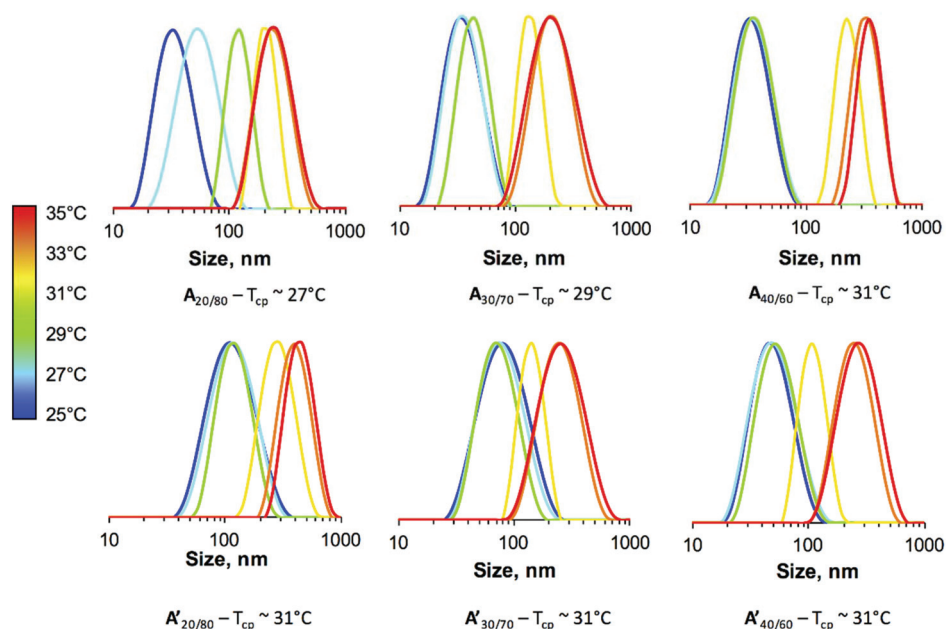 10 100 1000 10 100 1000 10 100 1000
Size, nm Size, nm Size, nm
A20/80 – Tcp ~ 27°C A30/70 – Tcp ~ 29°C A40/60 – Tcp ~ 31°C
35°C
33°C
31°C
29°C
27°C
25°C
10 100 1000 10 100 1000 10 100 1000
Size, nm Size, nm Size, nm
A'20/80 – Tcp ~ 31°C A'30/70 – Tcp ~ 31°C A'40/60 – Tcp ~ 31°C